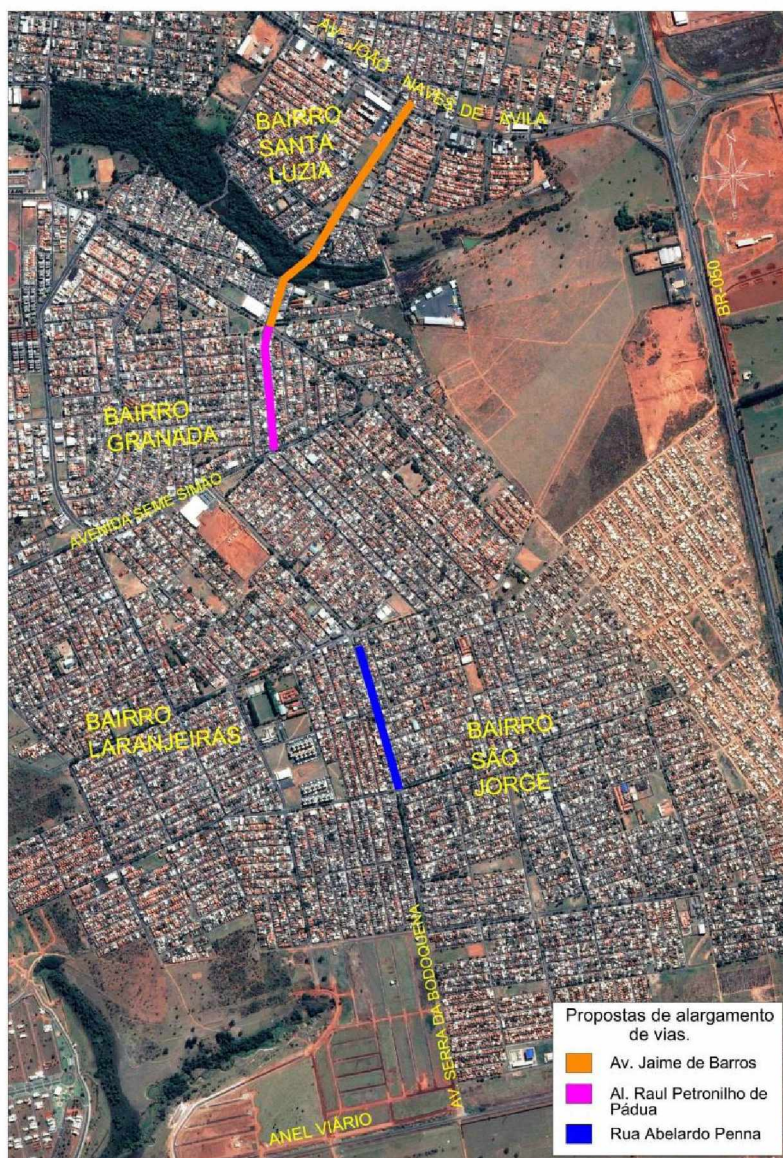 AV. JOÃO NAVES DE AVILA
BAIRRO
SANTA
LUZIA
BR-050
BAIRRO
GRANADA
AVENIDA SEME SIMÃO
BAIRRO
LARANJEIRAS
BAIRRO
SÃO
JORGE
AV SERRA DA BODOQUENA
ANEL VIÁRIO
Propostas de alargamento
de vias.
Av. Jaime de Barros
Al. Raul Petronilho de
Pádua
Rua Abelardo Penna